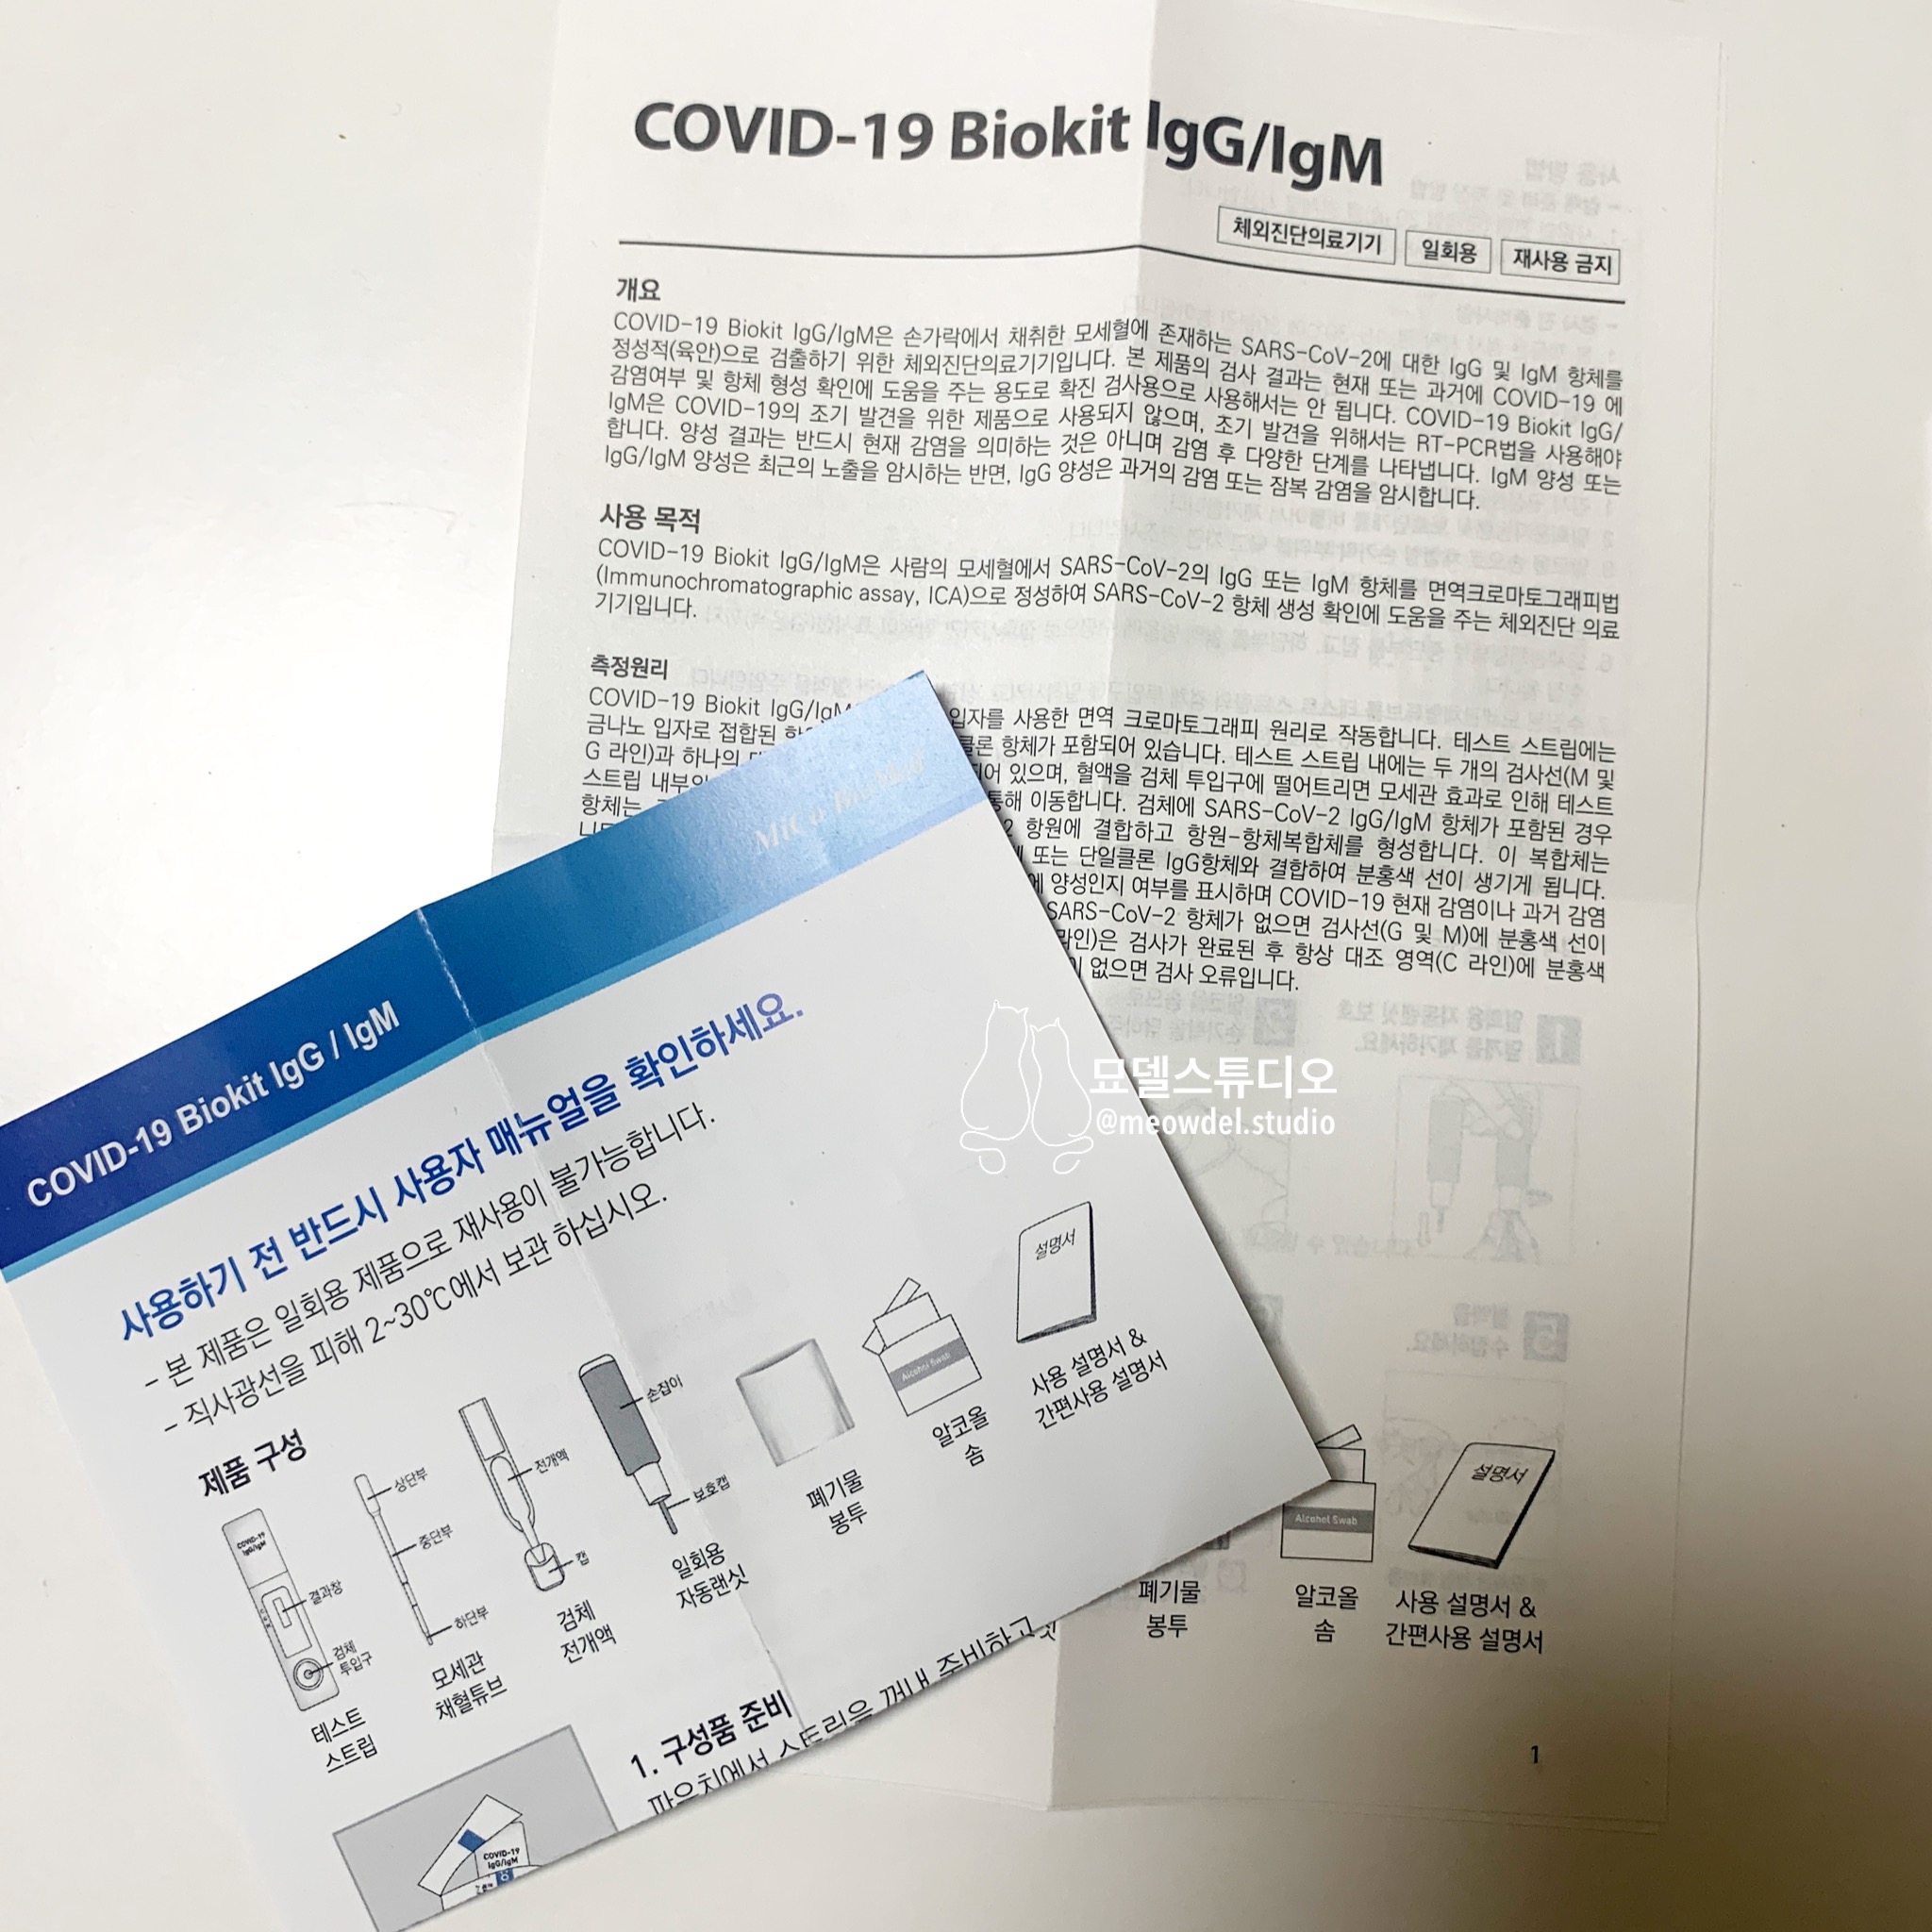 COVID-19 Biokit IgG/IgM
체외진단의료기기 일회용 재사용 금지
개요
COVID-19 Biokit IgG/IgM은 손가락에서 채취한 모세혈에 존재하는 SARS-CoV-2에 대한 IgG 및 IgM 항체를
정성적(육안)으로 검출하기 위한 체외진단의료기기입니다. 본 제품의 검사 결과는 현재 또는 과거에 COVID-19 에
감염여부 및 항체 형성 확인에 도움을 주는 용도로 확진 검사용으로 사용해서는 안 됩니다. COVID-19 Biokit IgG/
IgM은 COVID-19의 조기 발견을 위한 제품으로 사용되지 않으며, 초기 발견을 위해서는 RT-PCR법을 사용해야
합니다. 양성 결과는 반드시 현재 감염을 의미하는 것은 아니며 감염 후 다양한 단계를 나타냅니다. IgM 양성 또는
IgG/IgM 양성은 최근의 노출을 암시하는 반면, IgG 양성은 과거의 감염 또는 잠복 감염을 암시합니다.
사용 목적
COVID-19 Biokit IgG/IgM은 사람의 모세혈에서 SARS-CoV-2의 IgG 또는 IgM 항체를 면역크로마토그래피법
(Immunochromatographic assay, ICA)으로 정성하여 SARS-CoV-2 항체 생성 확인에 도움을 주는 체외진단 의료
기기입니다.
측정원리
COVID-19 Biokit IgG/IgM 입자를 사용한 면역 크로마토그래피 원리로 작동합니다. 테스트 스트립에는
금나노 입자로 접합된 항체가 포함되어 있습니다. 테스트 스트립 내에는 두 개의 검사선(M 및
G 라인)과 하나의 되어 있으며, 혈액을 검체 투입구에 떨어트리면 모세관 효과로 인해 테스트
스트립 내부의 통해 이동합니다. 검체에 SARS-CoV-2 IgG/IgM 항체가 포함된 경우
항체는 항원에 결합하고 항원-항체복합체를 형성합니다. 이 복합체는
또는 단일클론 IgG항체와 결합하여 분홍색 선이 생기게 됩니다.
양성인지 여부를 표시하며 COVID-19 현재 감염이나 과거 감염
SARS-CoV-2 항체가 없으면 검사선(G 및 M)에 분홍색 선이
라인)은 검사가 완료된 후 항상 대조 영역(C 라인)에 분홍색
없으면 검사 오류입니다.
Alcohol Swab
설명서
폐기물
봉투
알코올
솜
사용 설명서 &
간편사용 설명서
1
COVID-19 Biokit IgG / IgM
MiCo BioMed
사용하기 전 반드시 사용자 매뉴얼을 확인하세요.
- 본 제품은 일회용 제품으로 재사용이 불가능합니다.
- 직사광선을 피해 2~30℃에서 보관 하십시오.
제품 구성
COVID-19
IgG/IgM
결과창
검체
투입구
테스트
스트립
상단부
중단부
하단부
모세관
채혈튜브
전개액
캡
검체
전개액
손잡이
보호캡
일회용
자동랜싯
폐기물
봉투
Alcohol Swab
알코올
솜
설명서
사용 설명서 &
간편사용 설명서
1. 구성품 준비
파우치에서 스트립을 꺼내 준비하고
COVID-19
IgG/IgM
묘델스튜디오
@meowdel.studio